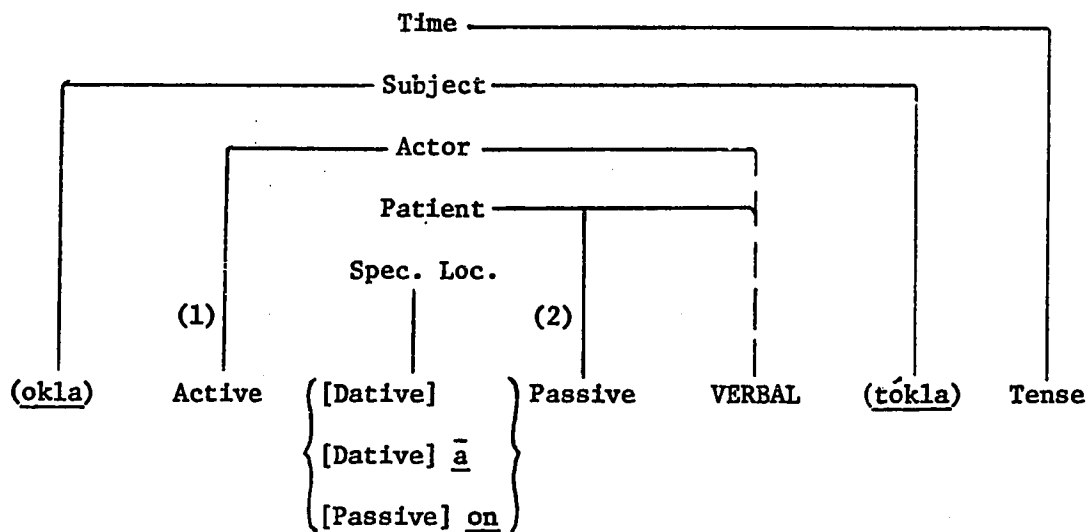 Time
Subject
Actor
Patient
Spec. Loc.
(1) (2)
(okla) Active [Dative] Passive VERBAL (tókla) Tense
[Dative] ā
[Passive] on